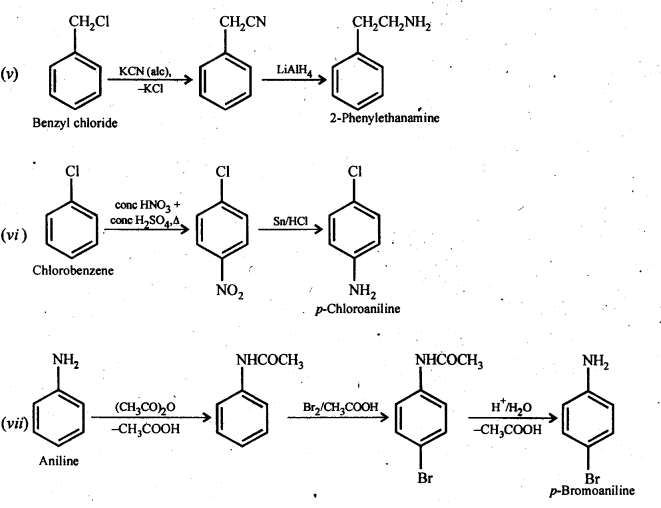 CH₂Cl CH₂CN CH₂CH₂NH₂
(v) KCN (alc), LiAlH₄
–KCl
Benzyl chloride 2-Phenylethanamine
Cl Cl Cl
conc HNO₃ +
(vi) conc H₂SO₄,Δ Sn/HCl
Chlorobenzene
NO₂ NH₂
p-Chloroaniline
NH₂ NHCOCH₃ NHCOCH₃ NH₂
(CH₃CO)₂O Br₂/CH₃COOH H⁺/H₂O
(vii) –CH₃COOH –CH₃COOH
Aniline
Br Br
p-Bromoaniline